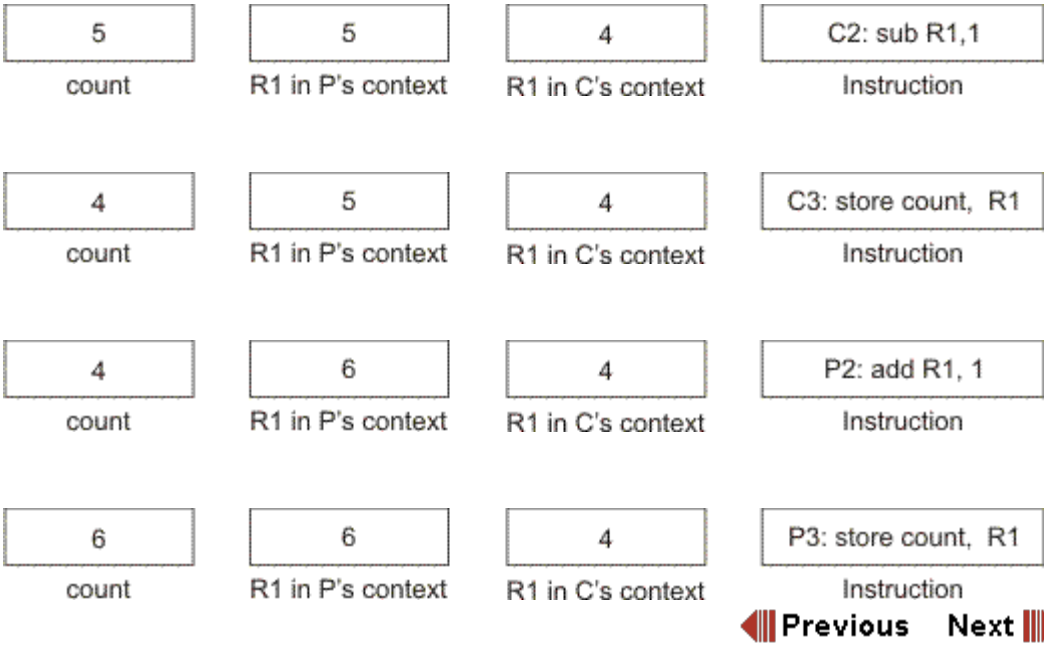 5 5 4 C2: sub R1,1
count R1 in P's context R1 in C's context Instruction
4 5 4 C3: store count, R1
count R1 in P's context R1 in C's context Instruction
4 6 4 P2: add R1, 1
count R1 in P's context R1 in C's context Instruction
6 6 4 P3: store count, R1
count R1 in P's context R1 in C's context Instruction
Previous Next